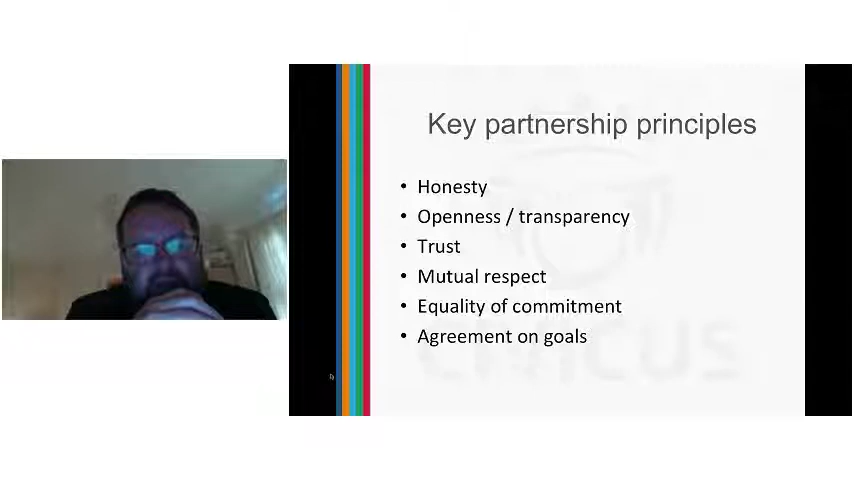 Key partnership principles
• Honesty
• Openness / transparency
• Trust
• Mutual respect
• Equality of commitment
• Agreement on goals